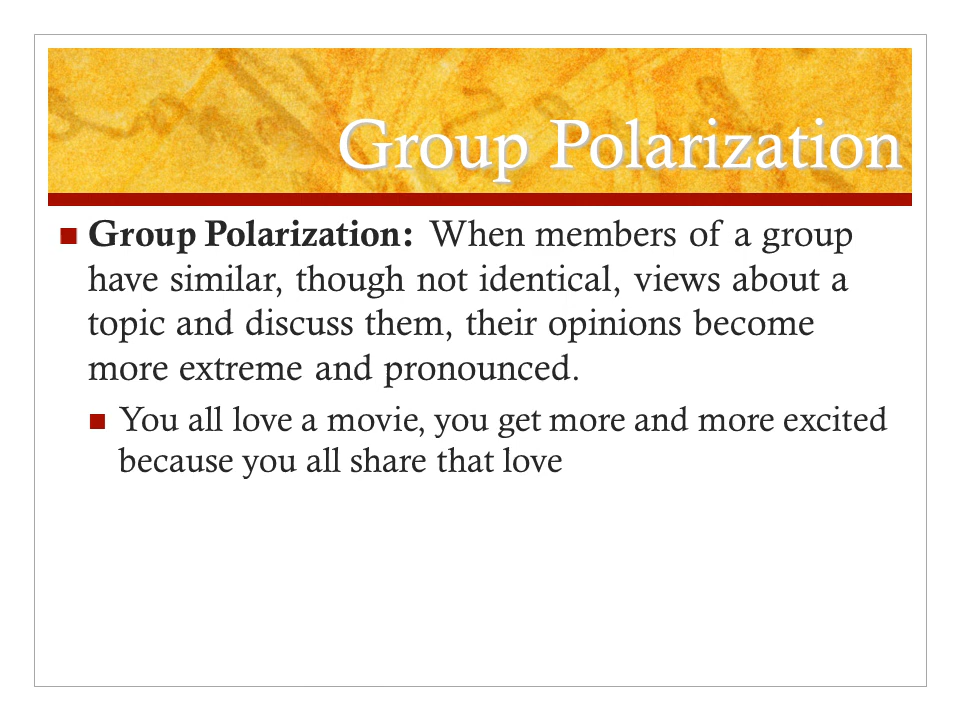 Group Polarization
Group Polarization: When members of a group
have similar, though not identical, views about a
topic and discuss them, their opinions become
more extreme and pronounced.
You all love a movie, you get more and more excited
because you all share that love